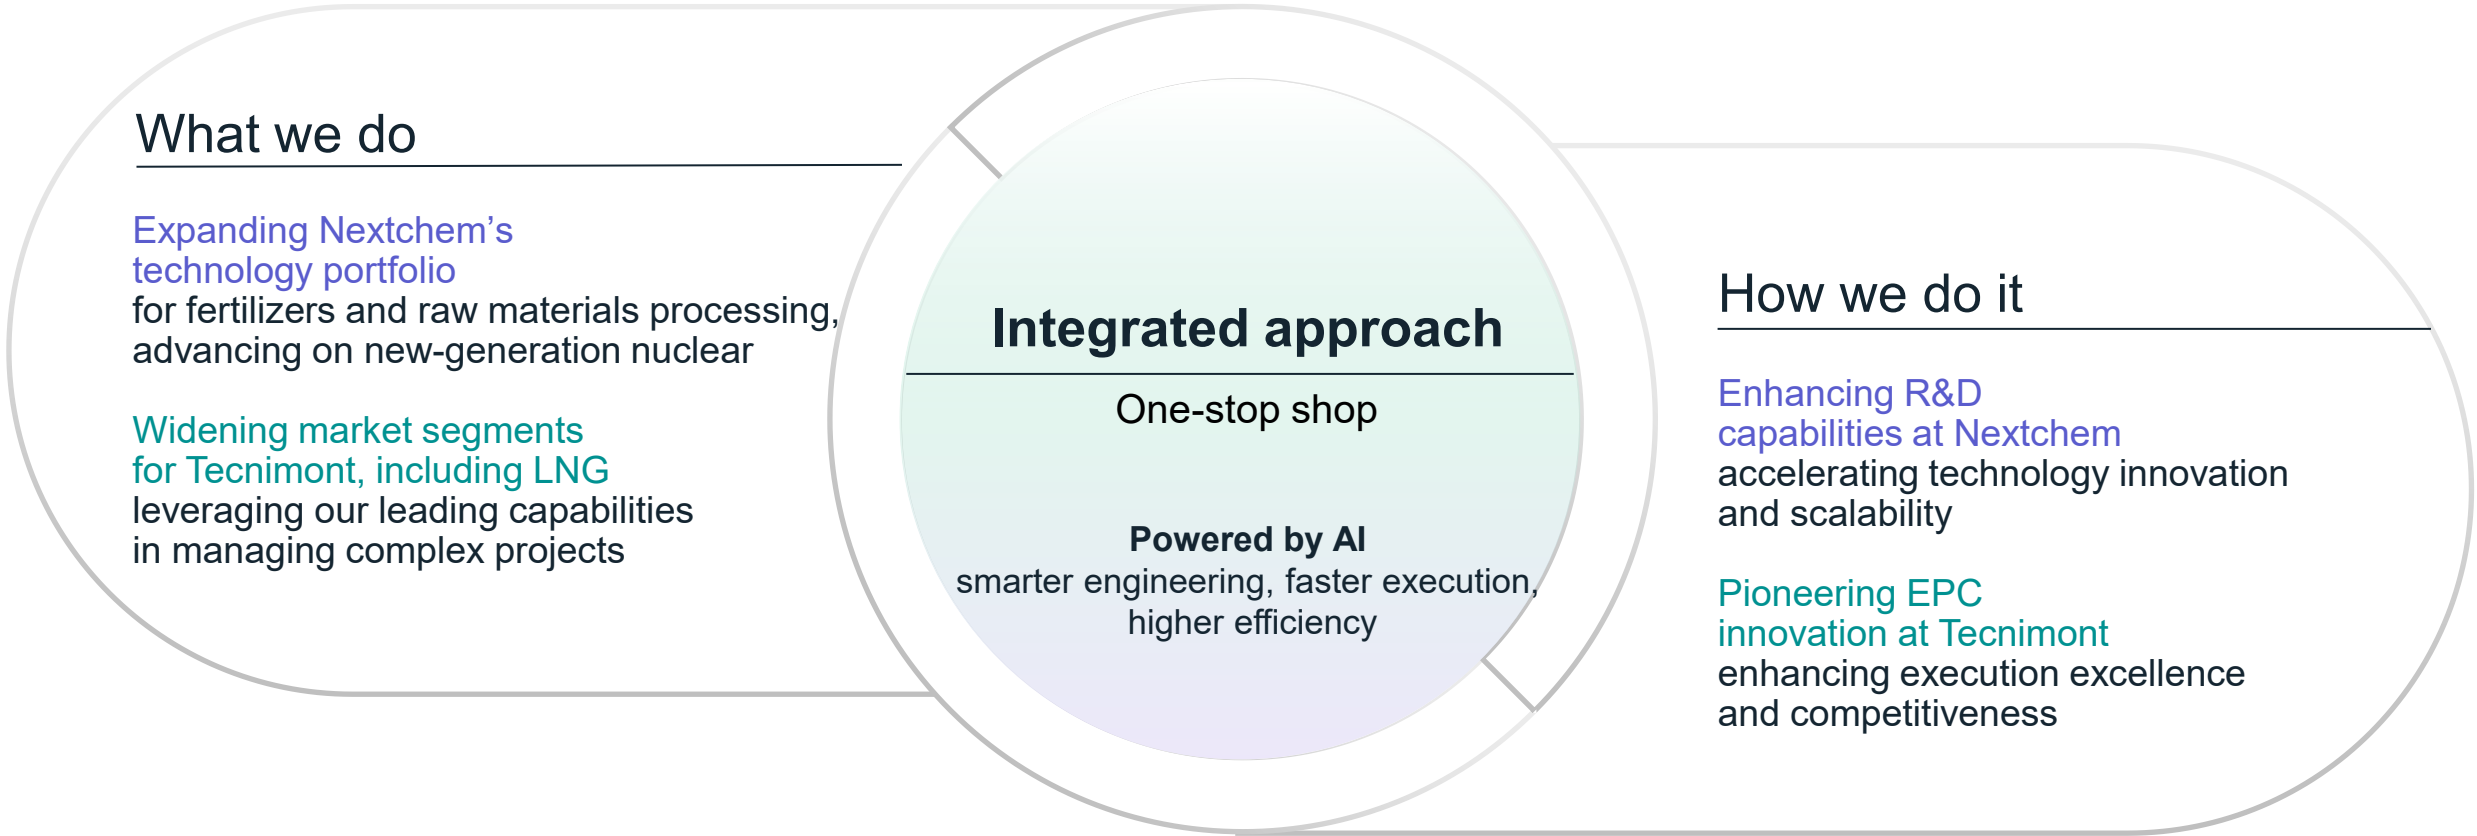 What we do
Expanding Nextchem’s
technology portfolio
for fertilizers and raw materials processing,
advancing on new-generation nuclear
Widening market segments
for Tecnimont, including LNG
leveraging our leading capabilities
in managing complex projects
Integrated approach
One-stop shop
Powered by AI
smarter engineering, faster execution,
higher efficiency
How we do it
Enhancing R&D
capabilities at Nextchem
accelerating technology innovation
and scalability
Pioneering EPC
innovation at Tecnimont
enhancing execution excellence
and competitiveness